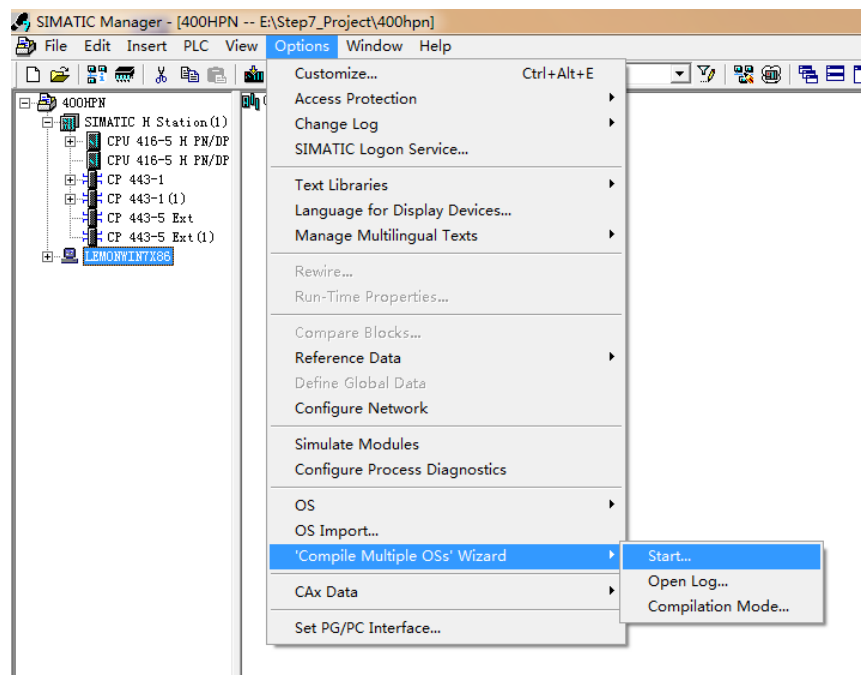 SIMATIC Manager - [400HPN -- E:\Step7_Project\400hpn]
File Edit Insert PLC View Options Window Help
400HPN
SIMATIC H Station(1)
CPU 416-5 H PN/DP
CPU 416-5 H PN/DP
CP 443-1
CP 443-1(1)
CP 443-5 Ext
CP 443-5 Ext(1)
LEMONWIN7X86
Customize... Ctrl+Alt+E
Access Protection
Change Log
SIMATIC Logon Service...
Text Libraries
Language for Display Devices...
Manage Multilingual Texts
Rewire...
Run-Time Properties...
Compare Blocks...
Reference Data
Define Global Data
Configure Network
Simulate Modules
Configure Process Diagnostics
OS
OS Import...
'Compile Multiple OSs' Wizard
CAx Data
Set PG/PC Interface...
Start...
Open Log...
Compilation Mode...